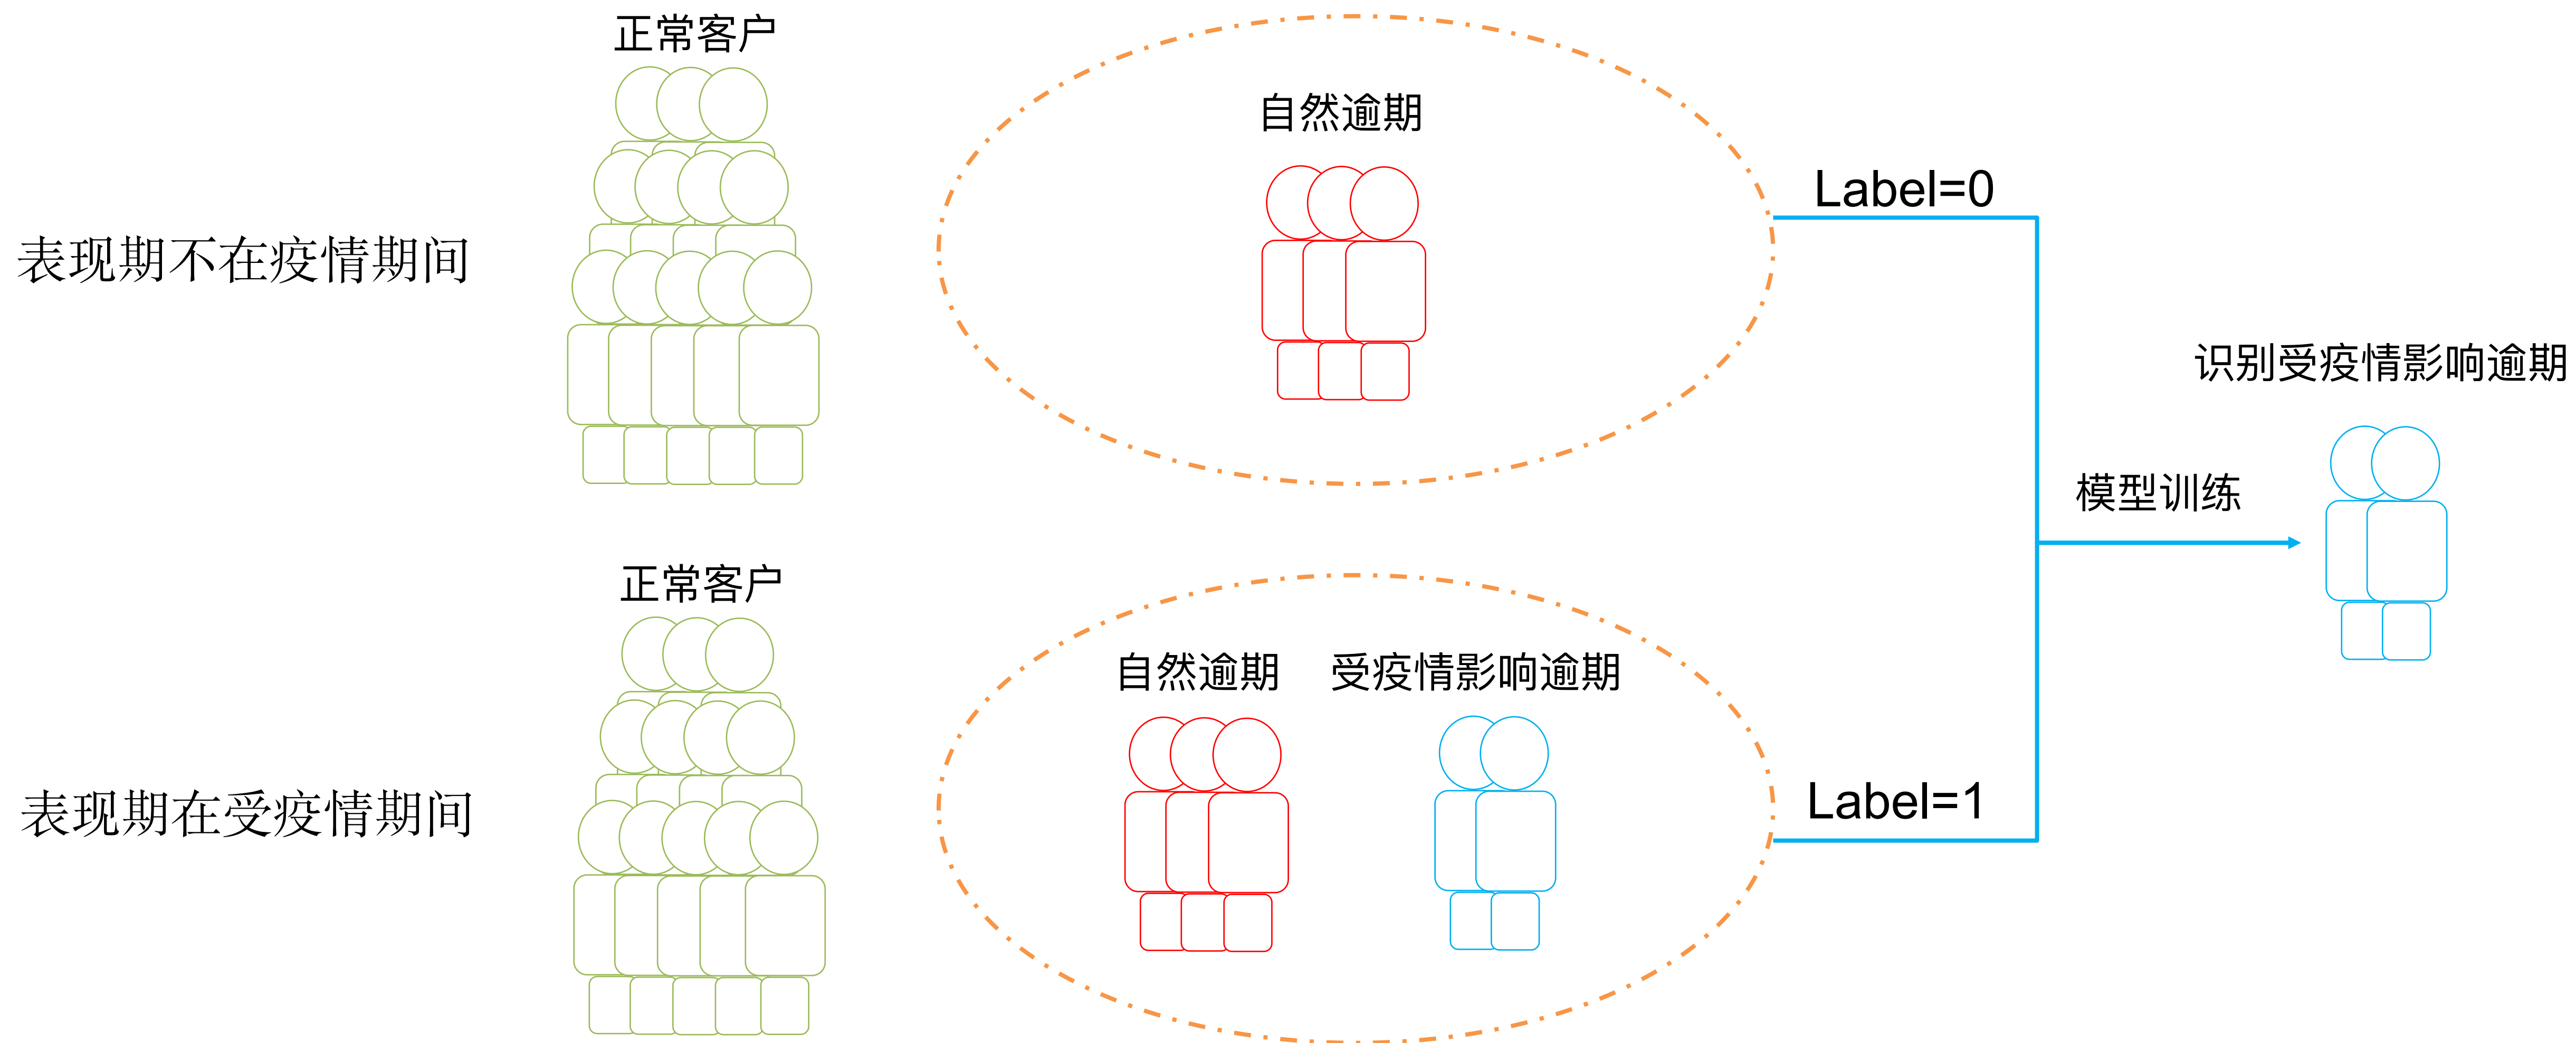 正常客户
自然逾期
Label=0
表现期不在疫情期间
识别受疫情影响逾期
模型训练
正常客户
自然逾期
受疫情影响逾期
Label=1
表现期在受疫情期间